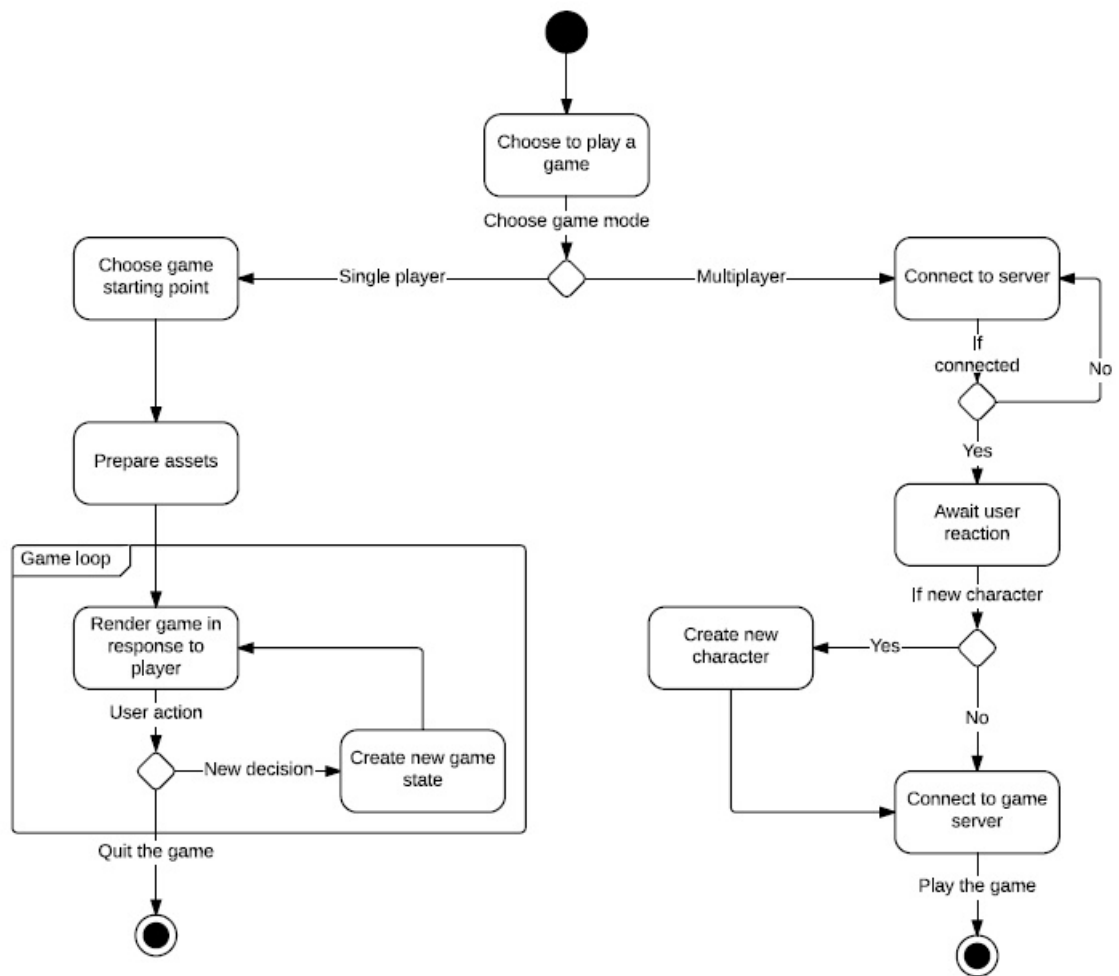 Choose to play a
game
Choose game mode
Choose game
starting point
Single player
Multiplayer
Connect to server
If
connected
No
Yes
Prepare assets
Await user
reaction
Game loop
If new character
Render game in
response to
player
Create new
character
Yes
User action
No
New decision
Create new game
state
Connect to game
server
Quit the game
Play the game